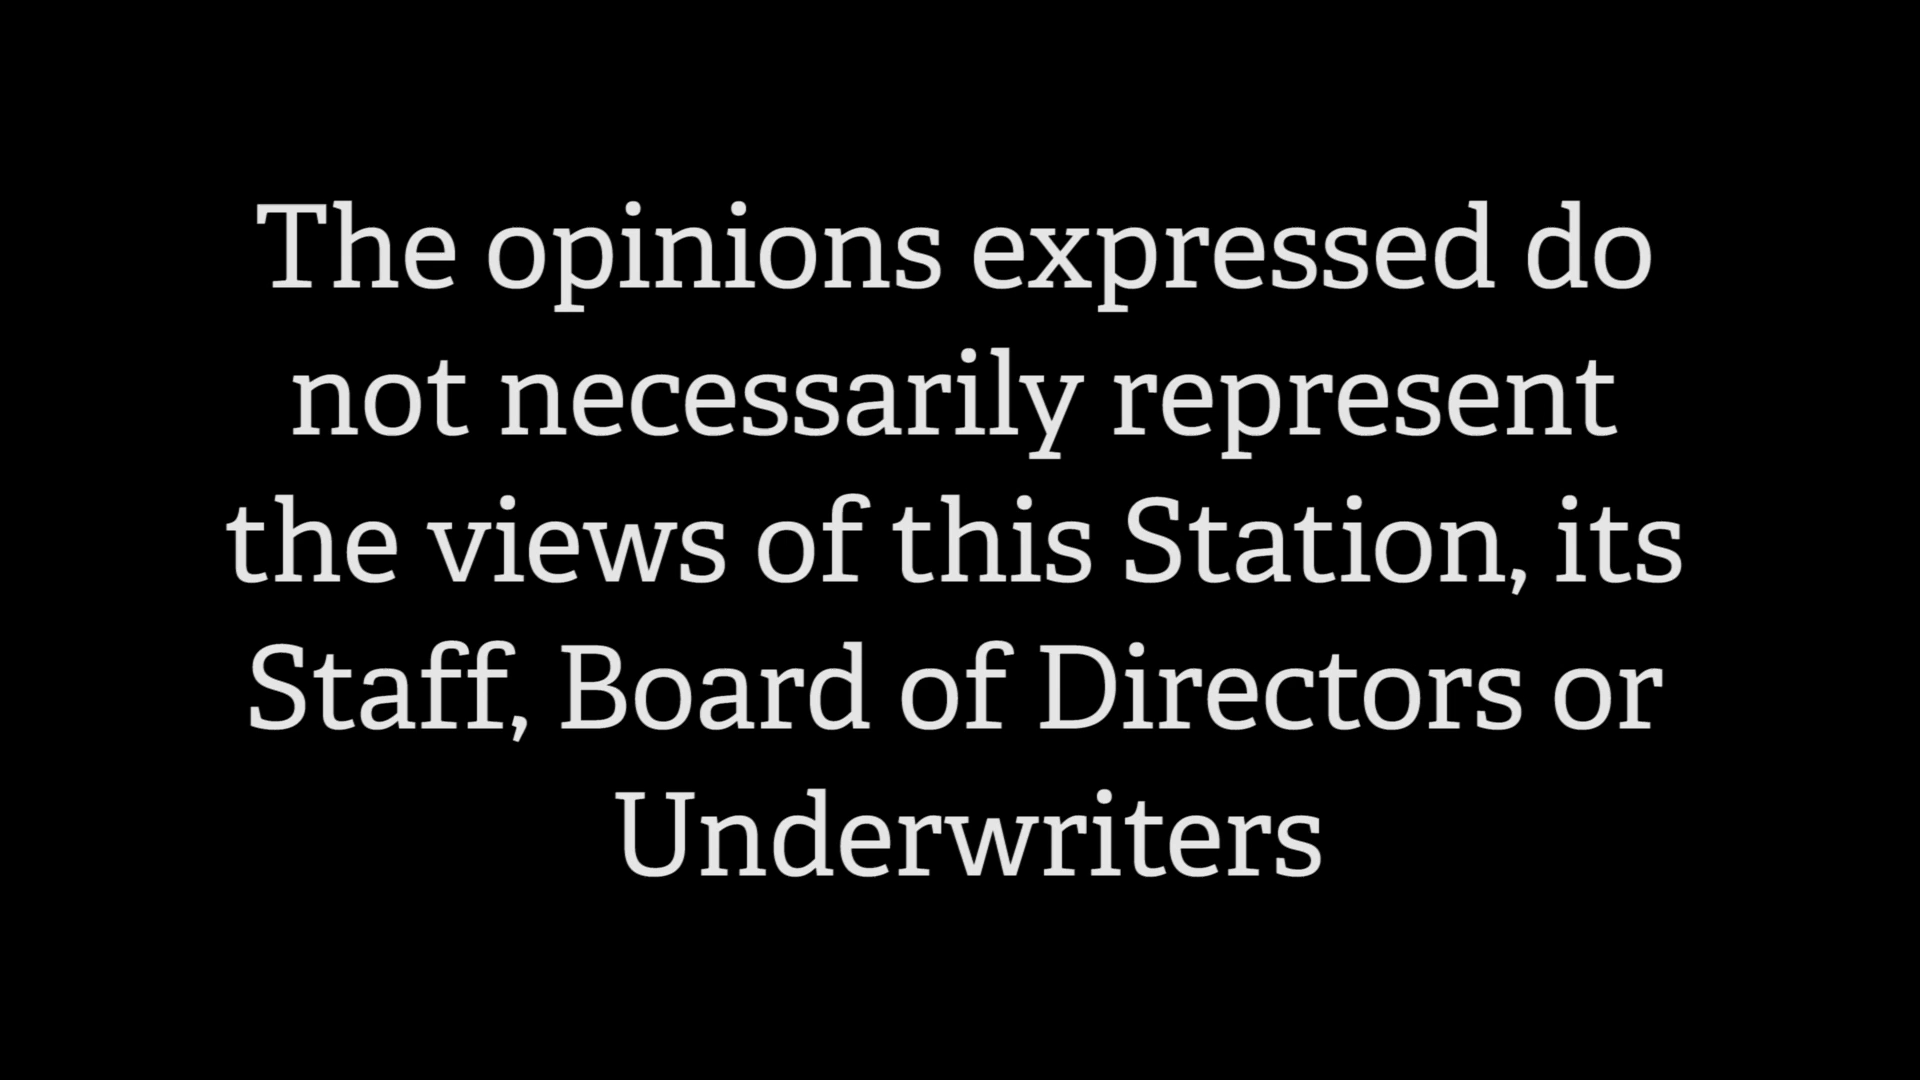 The opinions expressed do
not necessarily represent
the views of this Station, its
Staff, Board of Directors or
Underwriters